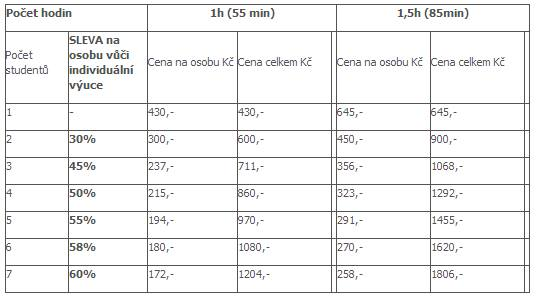 Počet hodin 1h (55 min) 1,5h (85min)
Počet studentů SLEVA na osobu vůči individuální výuce Cena na osobu Kč Cena celkem Kč Cena na osobu Kč Cena celkem Kč
1 - 430,- 430,- 645,- 645,-
2 30% 300,- 600,- 450,- 900,-
3 45% 237,- 711,- 356,- 1068,-
4 50% 215,- 860,- 323,- 1292,-
5 55% 194,- 970,- 291,- 1455,-
6 58% 180,- 1080,- 270,- 1620,-
7 60% 172,- 1204,- 258,- 1806,-